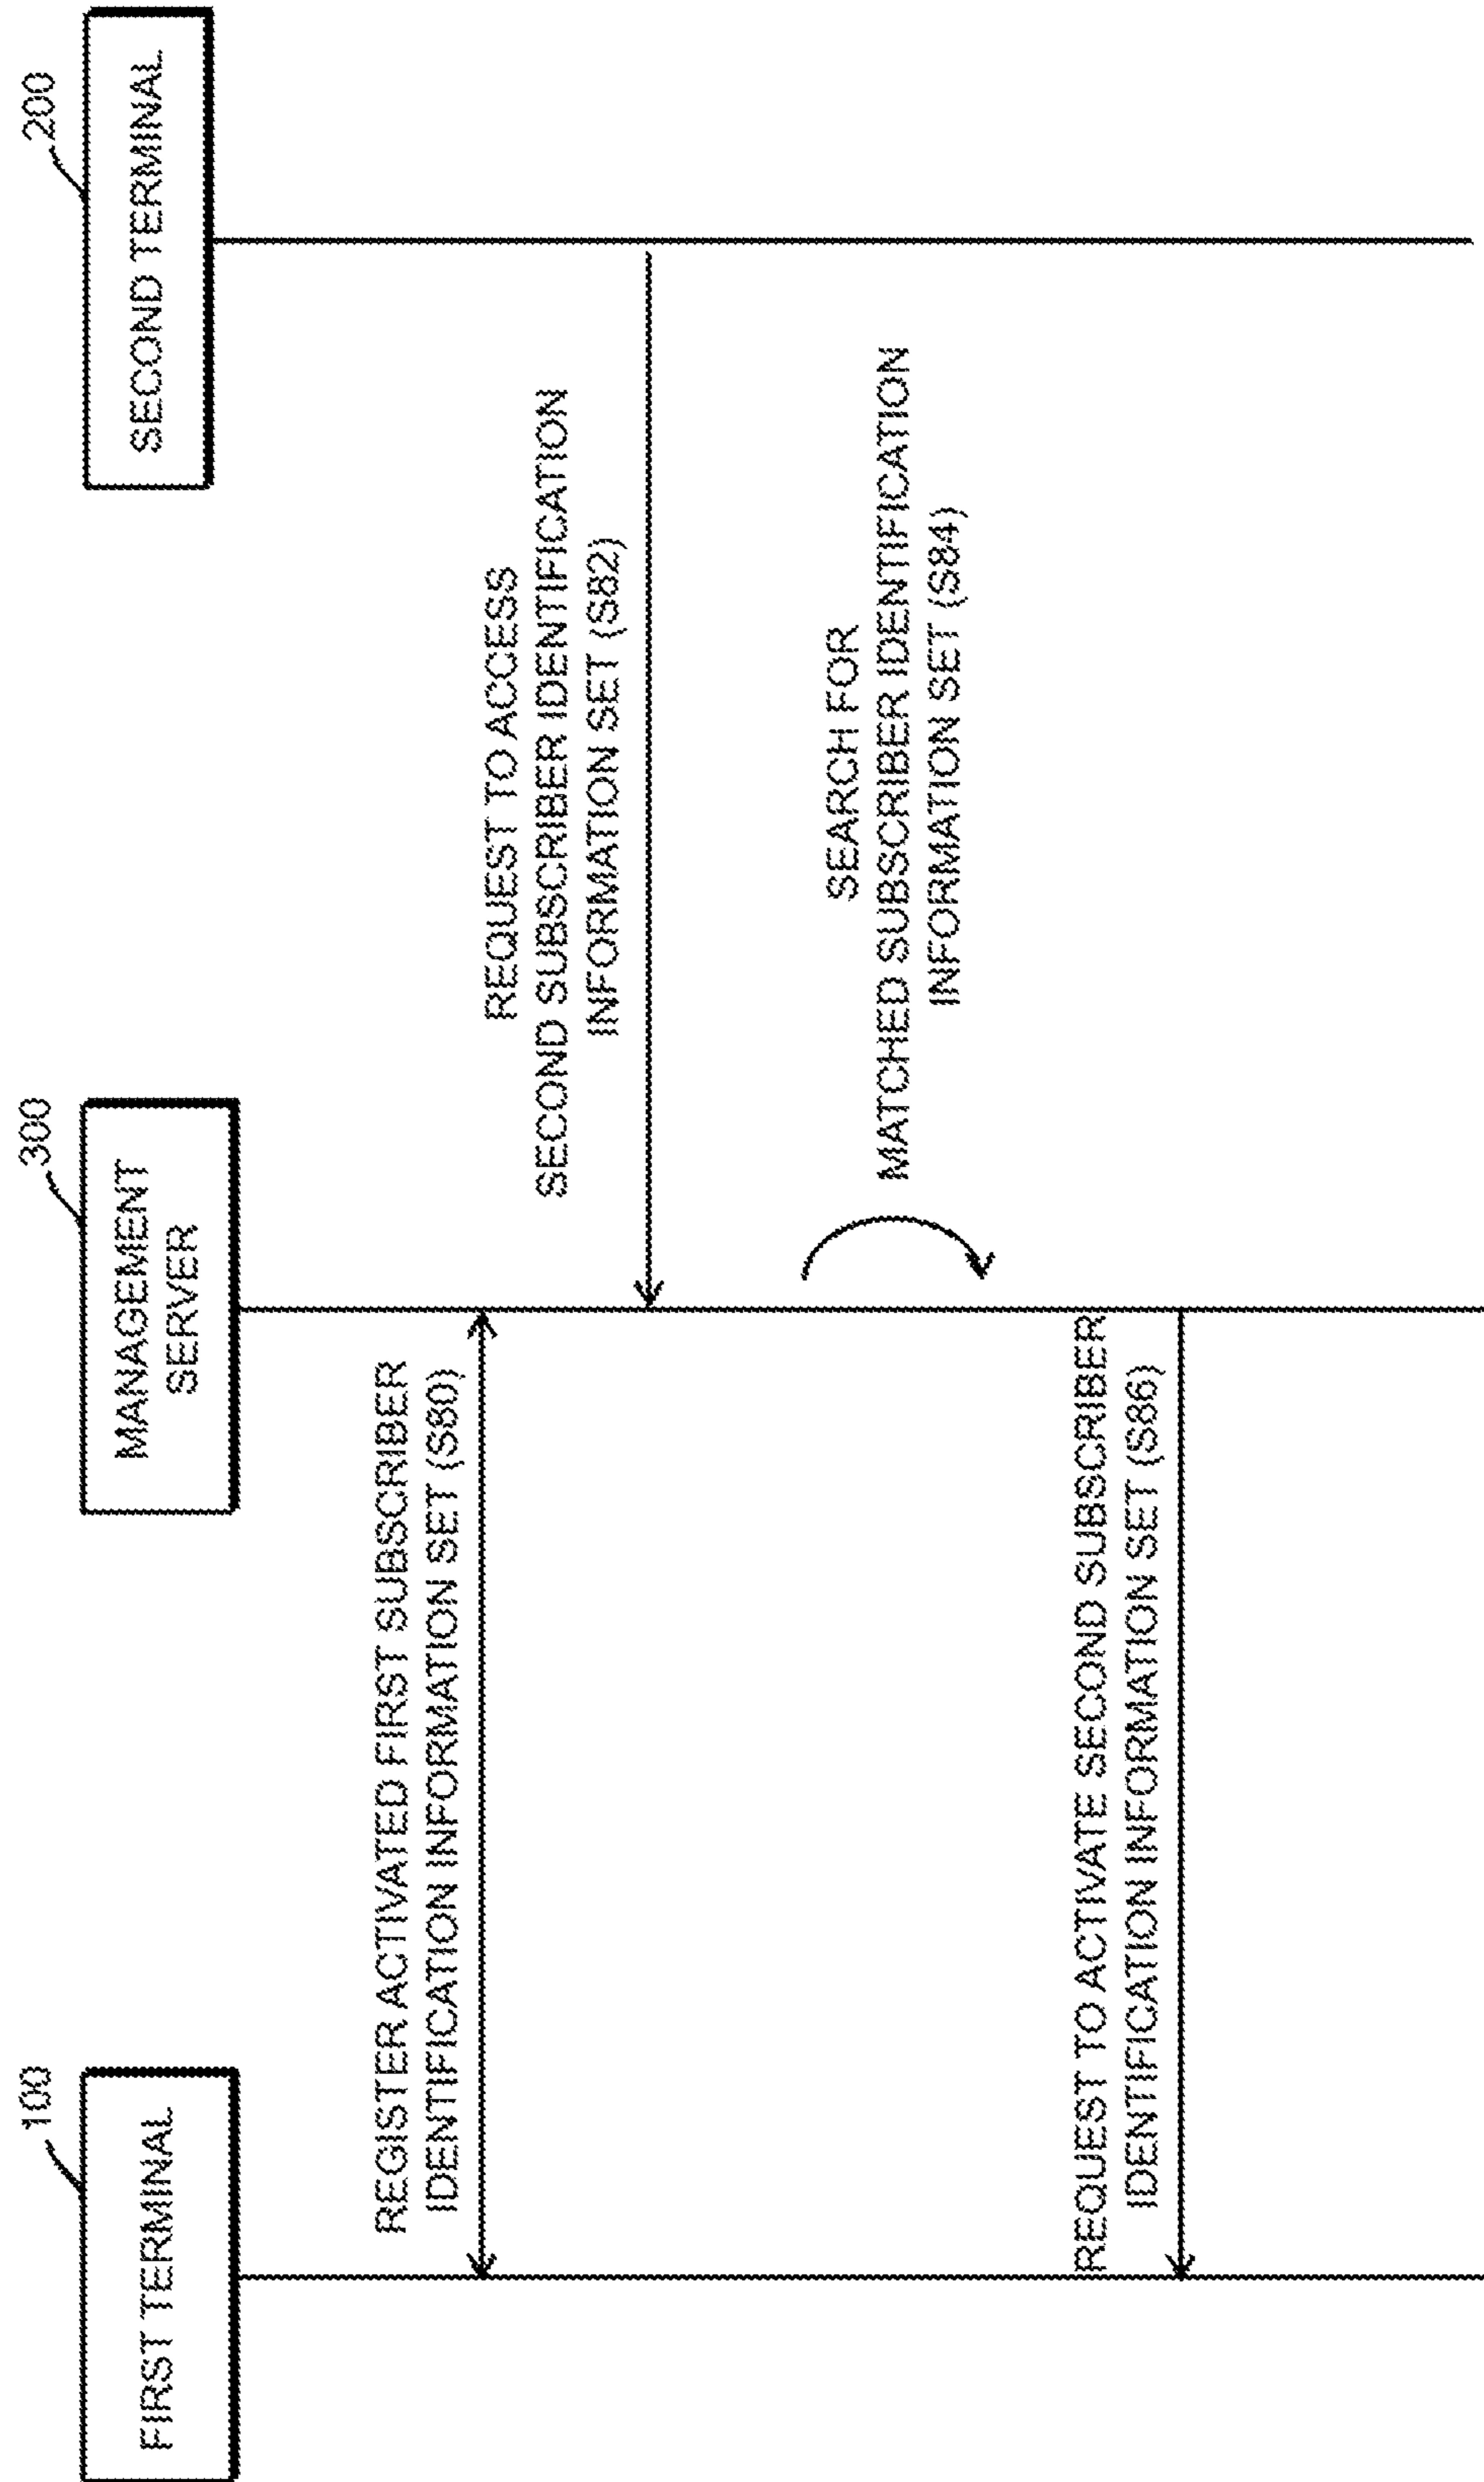 100
FIRST TERMINAL
300
MANAGEMENT
SERVER
200
SECOND TERMINAL
REGISTER ACTIVATED FIRST SUBSCRIBER
IDENTIFICATION INFORMATION SET (S80)
REQUEST TO ACCESS
SECOND SUBSCRIBER IDENTIFICATION
INFORMATION SET (S82)
SEARCH FOR
MATCHED SUBSCRIBER IDENTIFICATION
INFORMATION SET (S84)
REQUEST TO ACTIVATE SECOND SUBSCRIBER
IDENTIFICATION INFORMATION SET (S86)